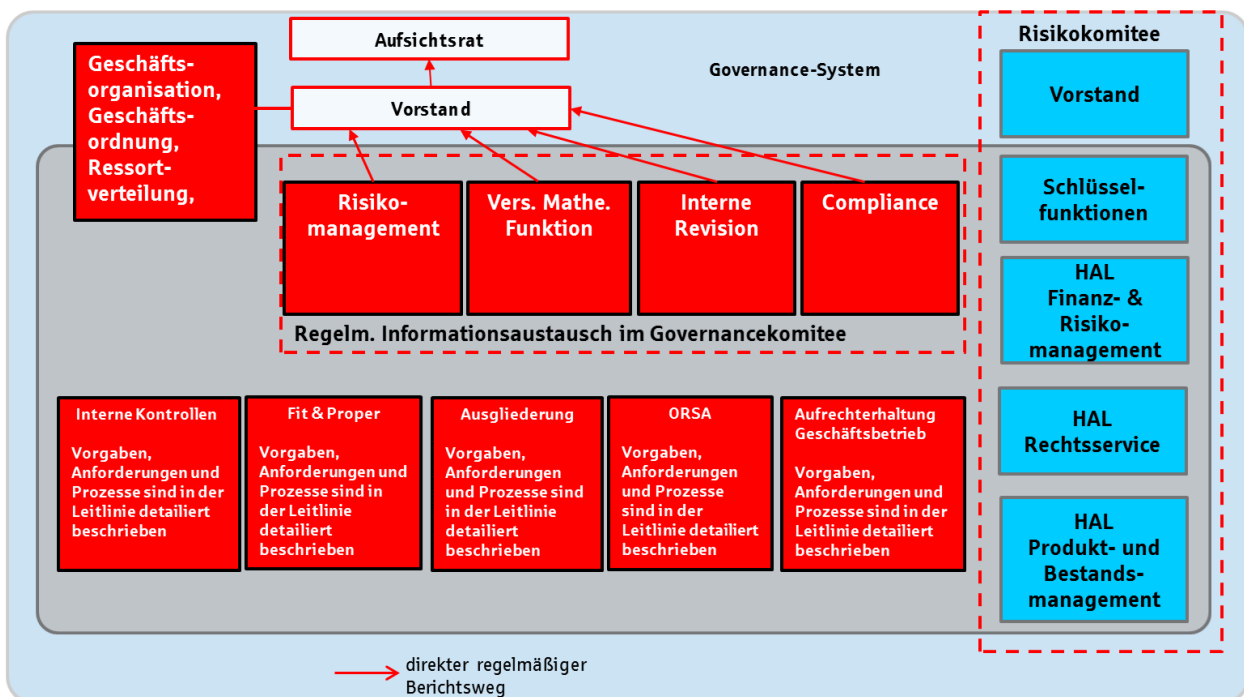 Aufsichtsrat
Governance-System
Vorstand
Geschäfts-
organisation,
Geschäfts-
ordnung,
Ressort-
verteilung,
Risiko-
management
Vers. Mathe.
Funktion
Interne
Revision
Compliance
Regelm. Informationsaustausch im Governancekomitee
Interne Kontrollen
Vorgaben,
Anforderungen und
Prozesse sind in der
Leitlinie detailiert
beschrieben
Fit & Proper
Vorgaben,
Anforderungen und
Prozesse sind in
der Leitlinie
detailiert
beschrieben
Ausgliederung
Vorgaben,
Anforderungen
und Prozesse sind
in der Leitlinie
detailiert
beschrieben
ORSA
Vorgaben,
Anforderungen
und Prozesse
sind in der
Leitlinie detailiert
beschrieben
Aufrechterhaltung
Geschäftsbetrieb
Vorgaben,
Anforderungen und
Prozesse sind in der
Leitlinie detailiert
beschrieben
Risikokomitee
Vorstand
Schlüssel-
funktionen
HAL
Finanz- &
Risiko-
management
HAL
Rechtsservice
HAL
Produkt- und
Bestands-
management
direkter regelmäßiger
Berichtsweg